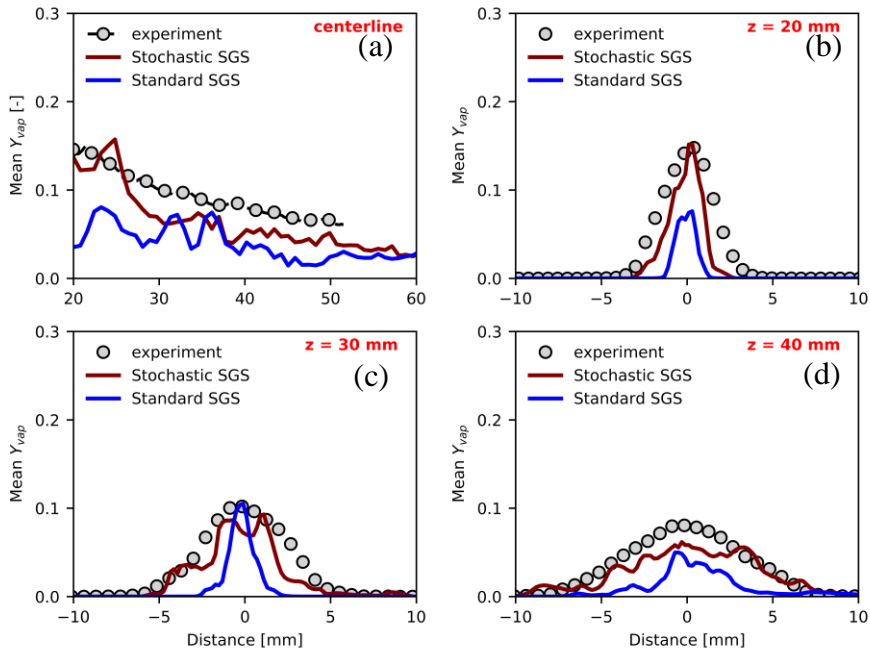 0.3
centerline
(a)
experiment
Stochastic SGS
Standard SGS
0.2
0.1
0.0
Mean Y_vap [-]
20 30 40 50 60
0.3
z = 20 mm
(b)
experiment
Stochastic SGS
Standard SGS
0.2
0.1
0.0
Mean Y_vap
−10 −5 0 5 10
0.3
z = 30 mm
(c)
experiment
Stochastic SGS
Standard SGS
0.2
0.1
0.0
Mean Y_vap
−10 −5 0 5 10
Distance [mm]
0.3
z = 40 mm
(d)
experiment
Stochastic SGS
Standard SGS
0.2
0.1
0.0
Mean Y_vap
−10 −5 0 5 10
Distance [mm]